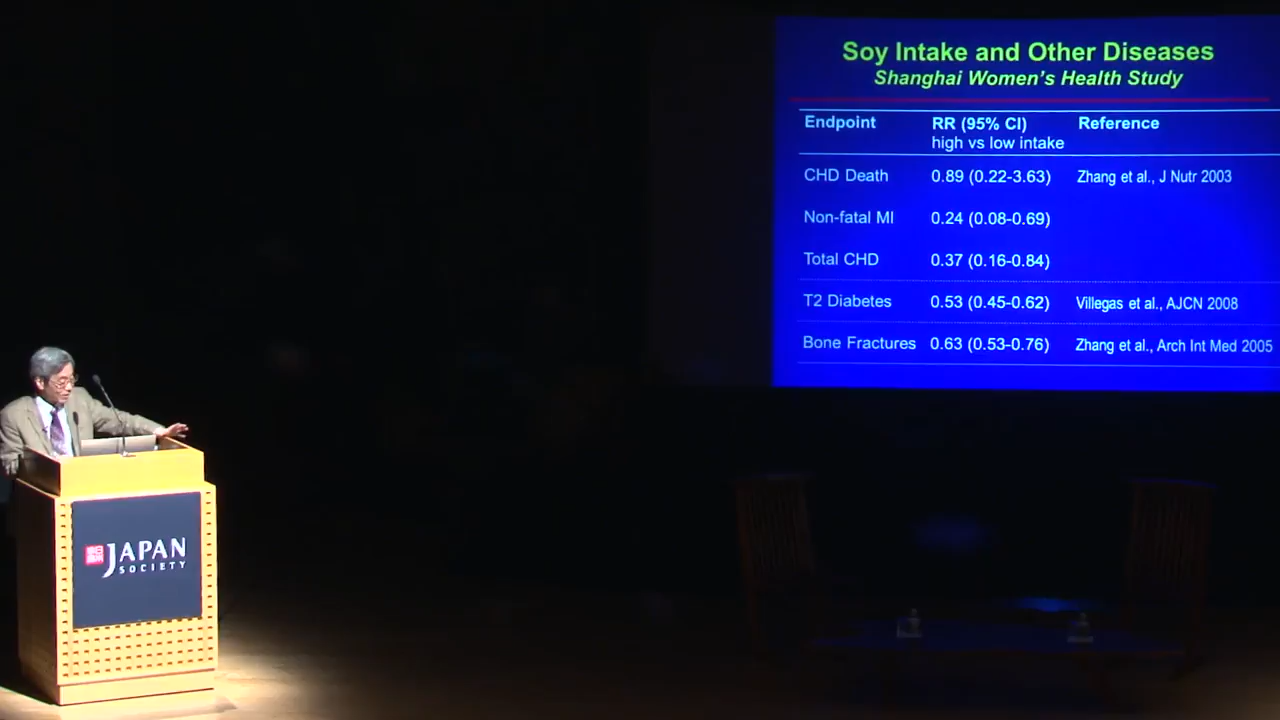 Soy Intake and Other Diseases
Shanghai Women's Health Study
Endpoint RR (95% CI) Reference
high vs low intake
CHD Death 0.89 (0.22-3.63) Zhang et al., J Nutr 2003
Non-fatal MI 0.24 (0.08-0.69)
Total CHD 0.37 (0.16-0.84)
T2 Diabetes 0.53 (0.45-0.62) Villegas et al., AJCN 2008
Bone Fractures 0.63 (0.53-0.76) Zhang et al., Arch Int Med 2005
JAPAN
SOCIETY